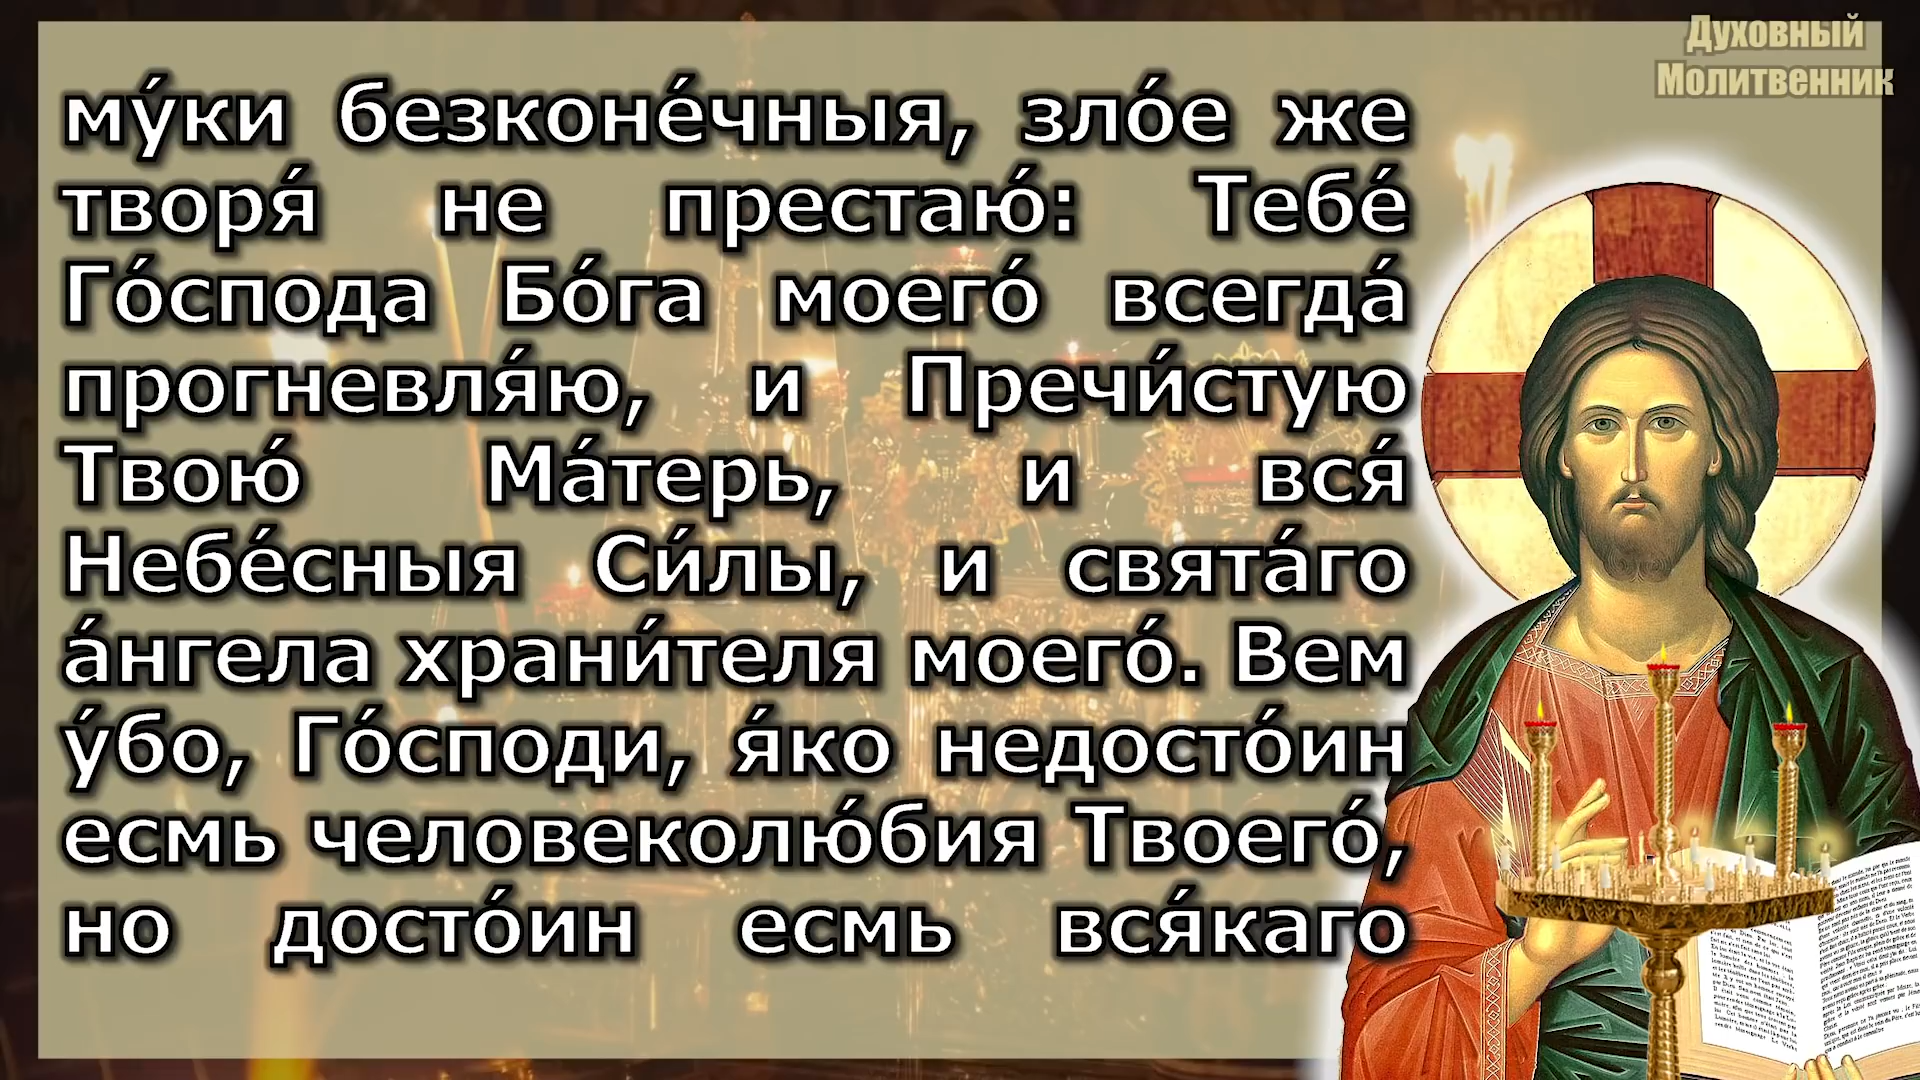 Духовный
Молитвенник
му́ки безконе́чныя, зло́е же
творя́ не престаю́: Тебе́
Го́спода Бо́га моего́ всегда́
прогневля́ю, и Пречи́стую
Твою́ Ма́терь, и вся́
Небе́сныя Си́лы, и свята́го
а́нгела храни́теля моего́. Вем
у́бо, Го́споди, я́ко недосто́ин
есмь человеколю́бия Твоего́,
но досто́ин есмь вся́каго